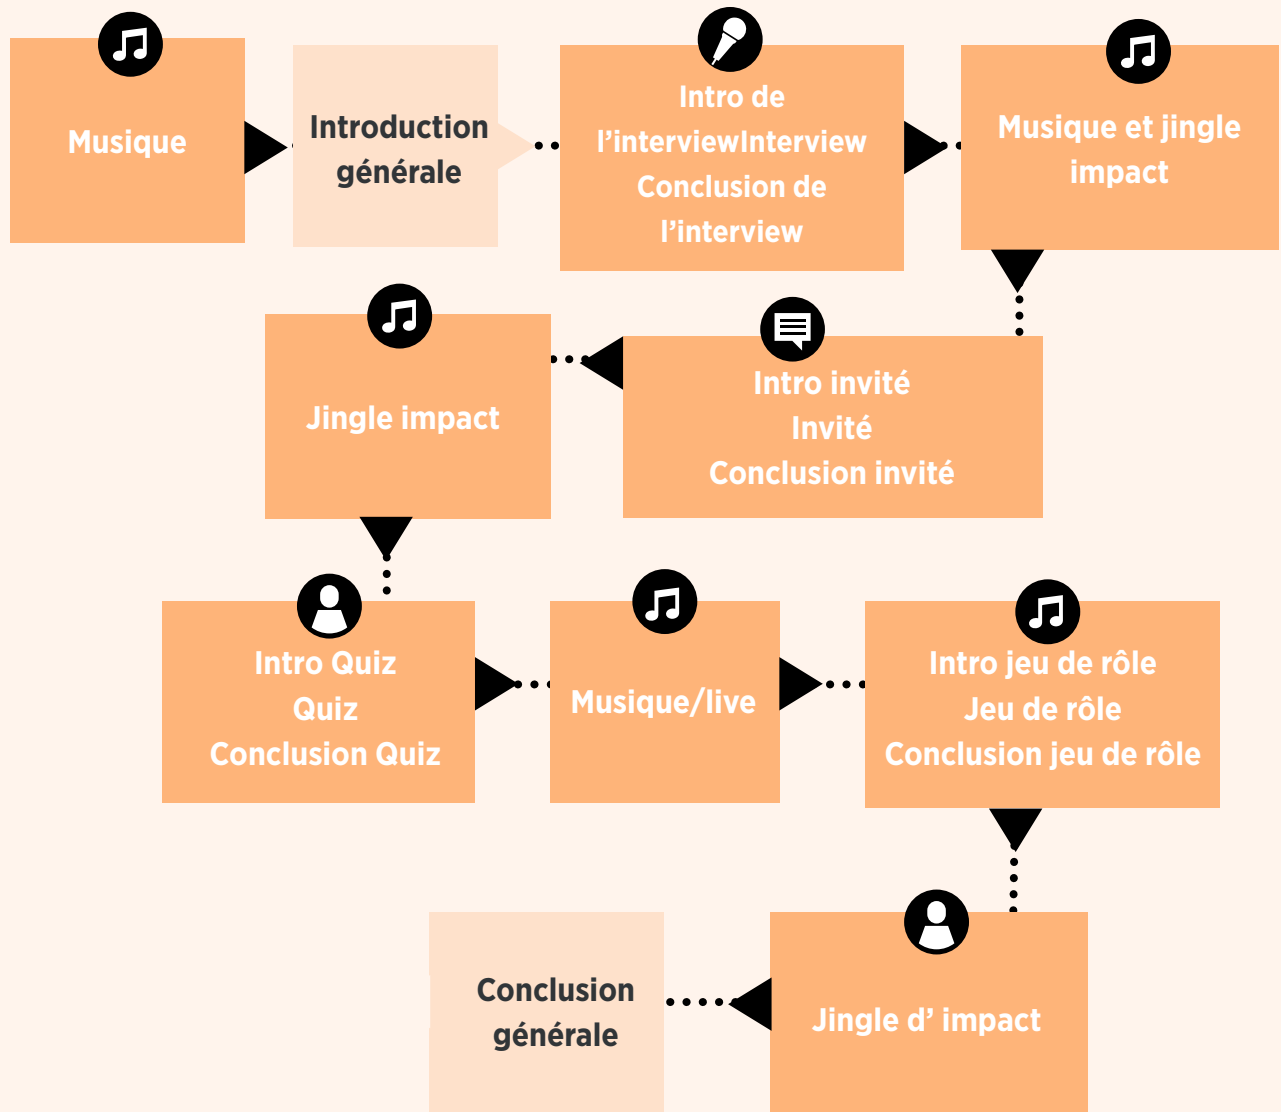 Musique
Introduction
générale
Intro de
l'interviewInterview
Conclusion de
l'interview
Musique et jingle
impact
Intro invité
Invité
Conclusion invité
Jingle impact
Intro Quiz
Quiz
Conclusion Quiz
Musique/live
Intro jeu de rôle
Jeu de rôle
Conclusion jeu de rôle
Jingle d' impact
Conclusion
générale